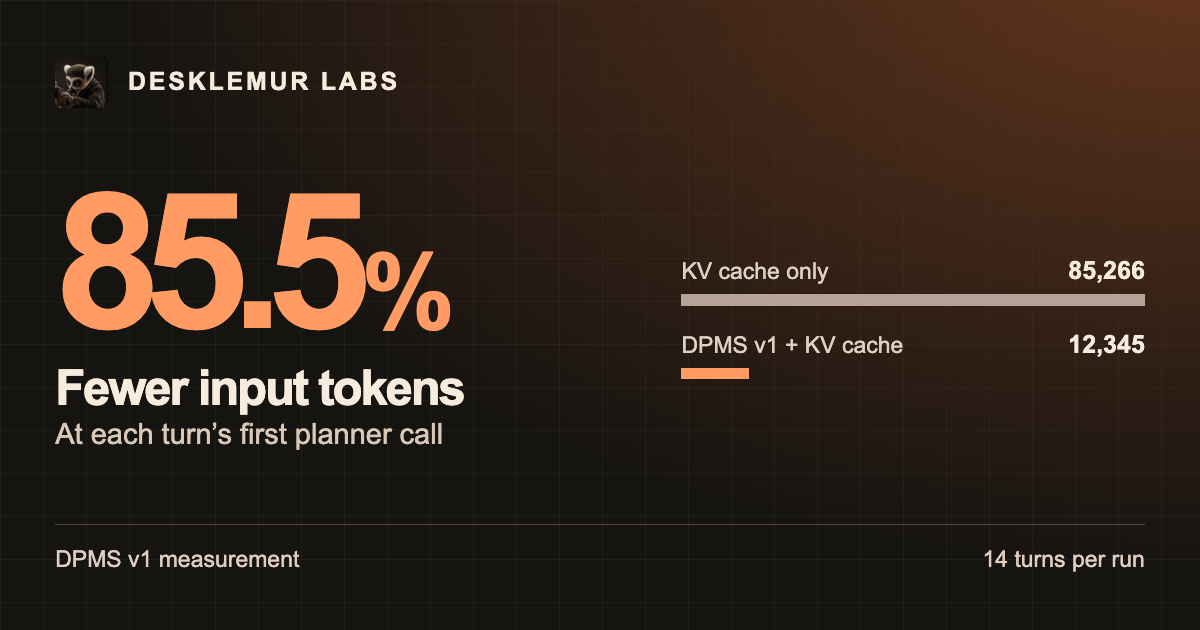 DESKLEMUR LABS
85.5%
Fewer input tokens
At each turn’s first planner call
KV cache only 85,266
DPMS v1 + KV cache 12,345
DPMS v1 measurement 14 turns per run